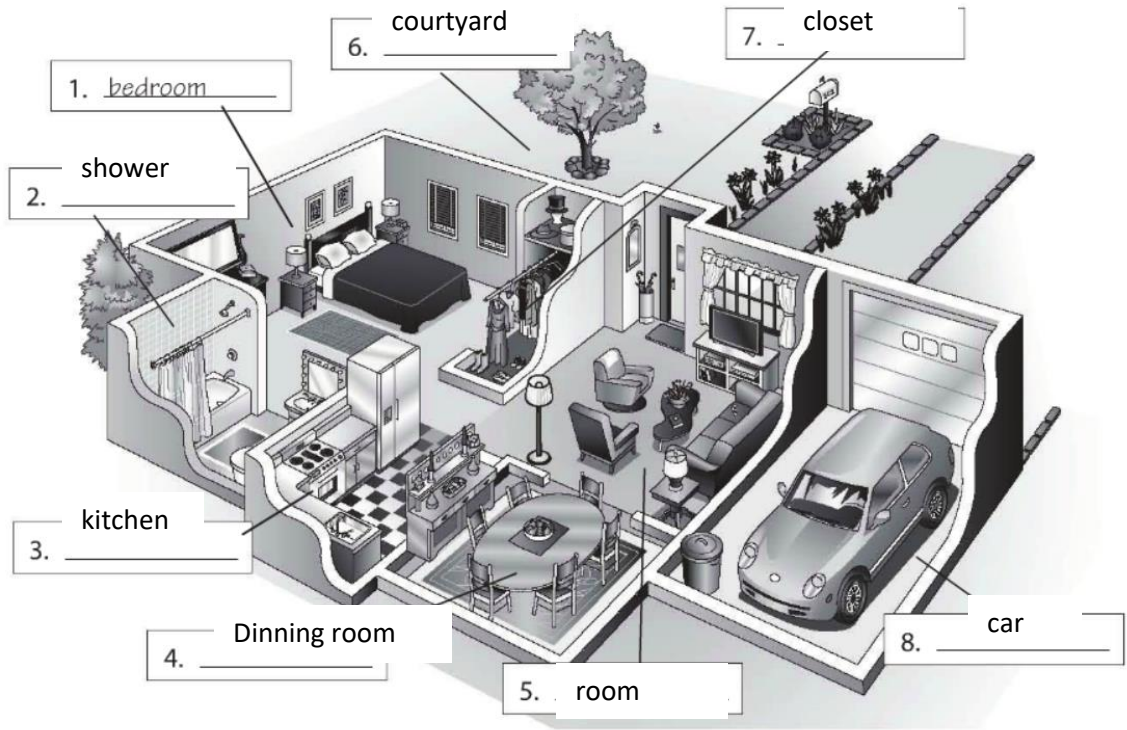 1. bedroom
2. shower
3. kitchen
4. Dinning room
5. room
6. courtyard
7. closet
8. car